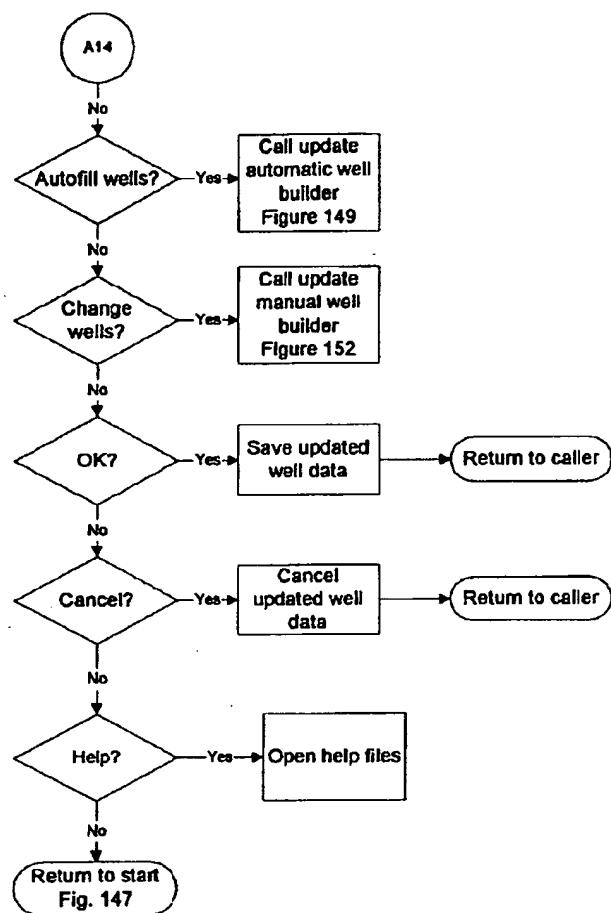 A14
No
Autofill wells?
Yes
Call update
automatic well
builder
Figure 149
No
Change
wells?
Yes
Call update
manual well
builder
Figure 152
No
OK?
Yes
Save updated
well data
Return to caller
No
Cancel?
Yes
Cancel
updated well
data
Return to caller
No
Help?
Yes
Open help files
No
Return to start
Fig. 147